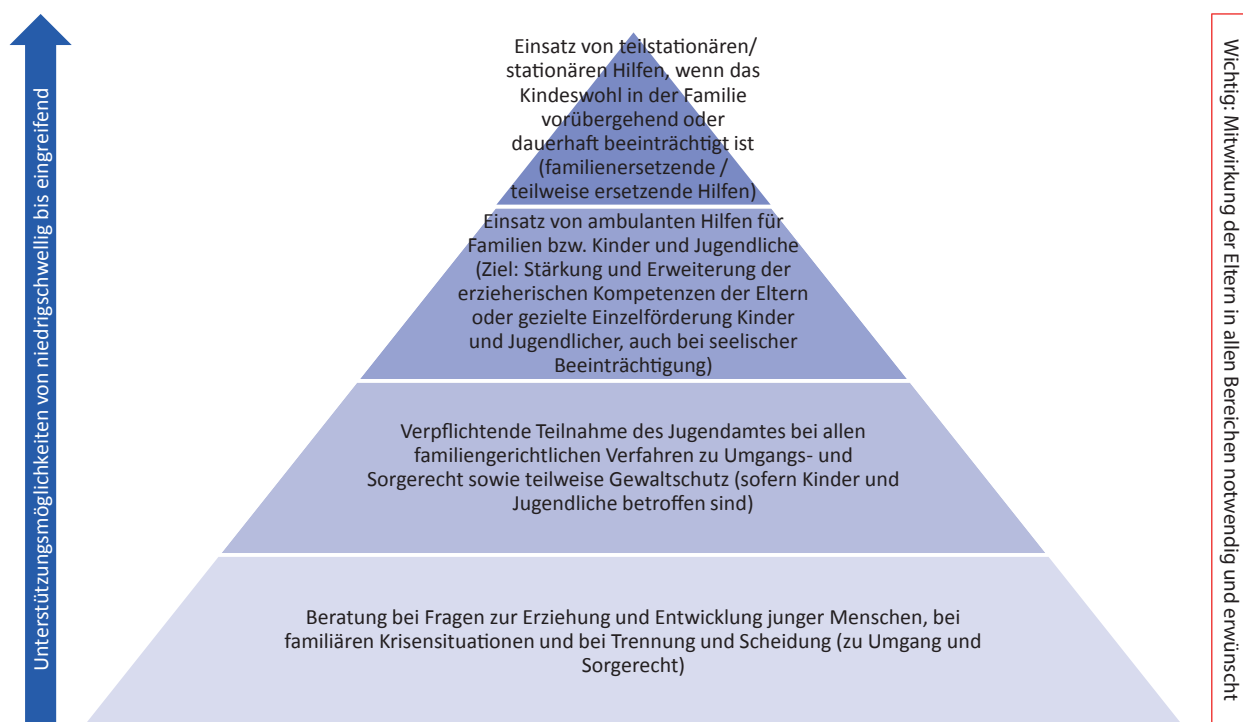 Unterstützungsmöglichkeiten von niedrigschwellig bis eingreifend
Einsatz von teilstationären/
stationären Hilfen, wenn das
Kindeswohl in der Familie
vorübergehend oder
dauerhaft beeinträchtigt ist
(familienersetzende /
teilweise ersetzende Hilfen)
Einsatz von ambulanten Hilfen für
Familien bzw. Kinder und Jugendliche
(Ziel: Stärkung und Erweiterung der
erzieherischen Kompetenzen der Eltern
oder gezielte Einzelförderung Kinder
und Jugendlicher, auch bei seelischer
Beeinträchtigung)
Verpflichtende Teilnahme des Jugendamtes bei allen
familiengerichtlichen Verfahren zu Umgangs- und
Sorgerecht sowie teilweise Gewaltschutz (sofern Kinder und
Jugendliche betroffen sind)
Beratung bei Fragen zur Erziehung und Entwicklung junger Menschen, bei
familiären Krisensituationen und bei Trennung und Scheidung (zu Umgang und
Sorgerecht)
Wichtig: Mitwirkung der Eltern in allen Bereichen notwendig und erwünscht